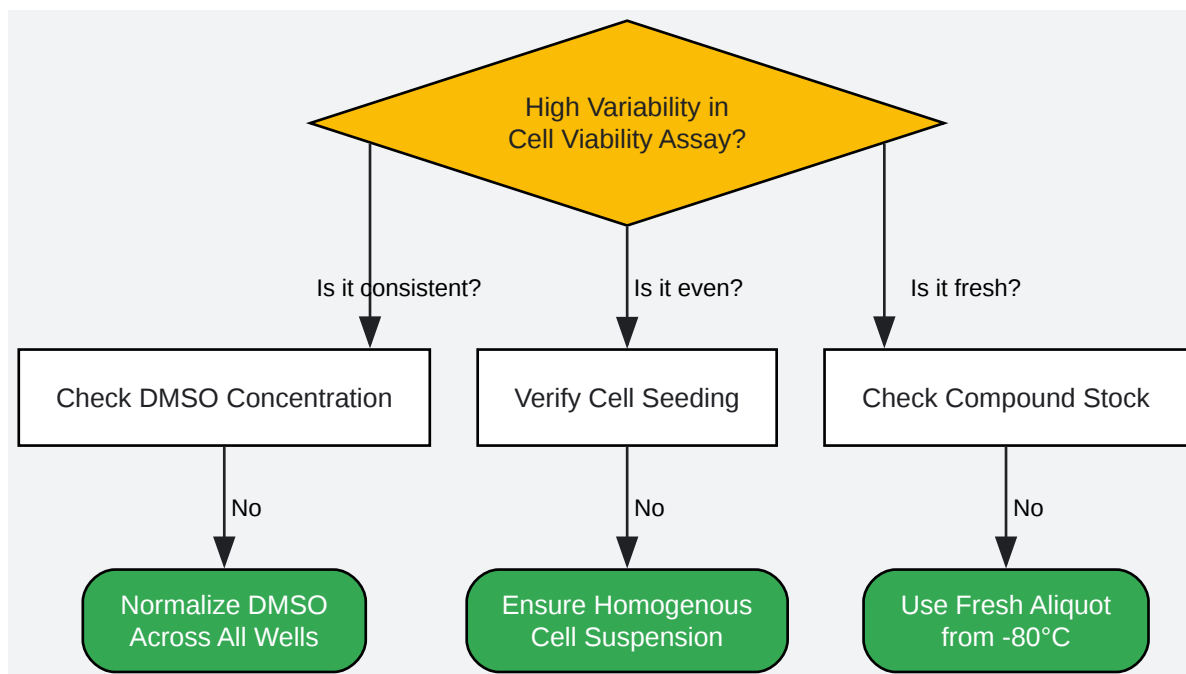 High Variability in
Cell Viability Assay?
Is it consistent?
Is it even?
Is it fresh?
Check DMSO Concentration
Verify Cell Seeding
Check Compound Stock
No
No
No
Normalize DMSO
Across All Wells
Ensure Homogenous
Cell Suspension
Use Fresh Aliquot
from -80°C